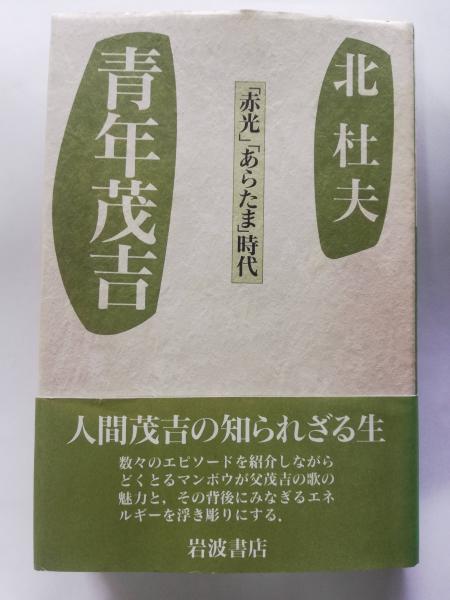 北杜夫
「赤光」「あらたま」時代
青年茂吉
人間茂吉の知られざる生
数々のエピソードを紹介しながら
どくとるマンボウが父茂吉の歌の
魅力と，その背後にみなぎるエネ
ルギーを浮き彫りにする．
岩波書店